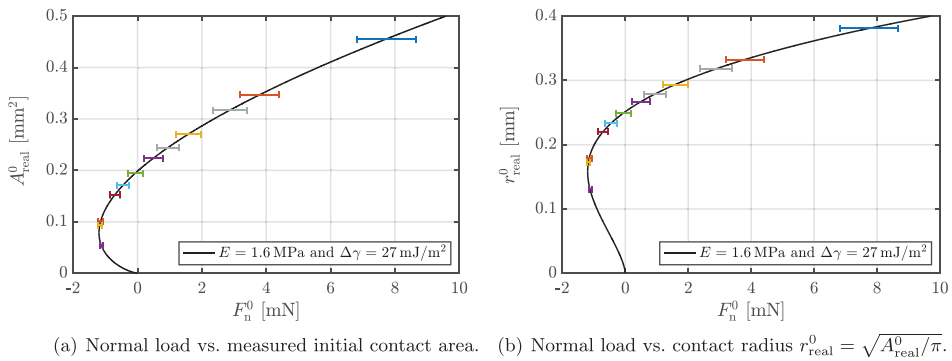 0.5
0.4
0.3
0.2
0.1
0
A⁰real [mm²]
-2 0 2 4 6 8 10
F⁰n [mN]
E = 1.6 MPa and Δγ = 27 mJ/m²
(a) Normal load vs. measured initial contact area.
0.4
0.3
0.2
0.1
0
r⁰real [mm]
-2 0 2 4 6 8 10
F⁰n [mN]
E = 1.6 MPa and Δγ = 27 mJ/m²
(b) Normal load vs. contact radius r⁰real = √(A⁰real/π).